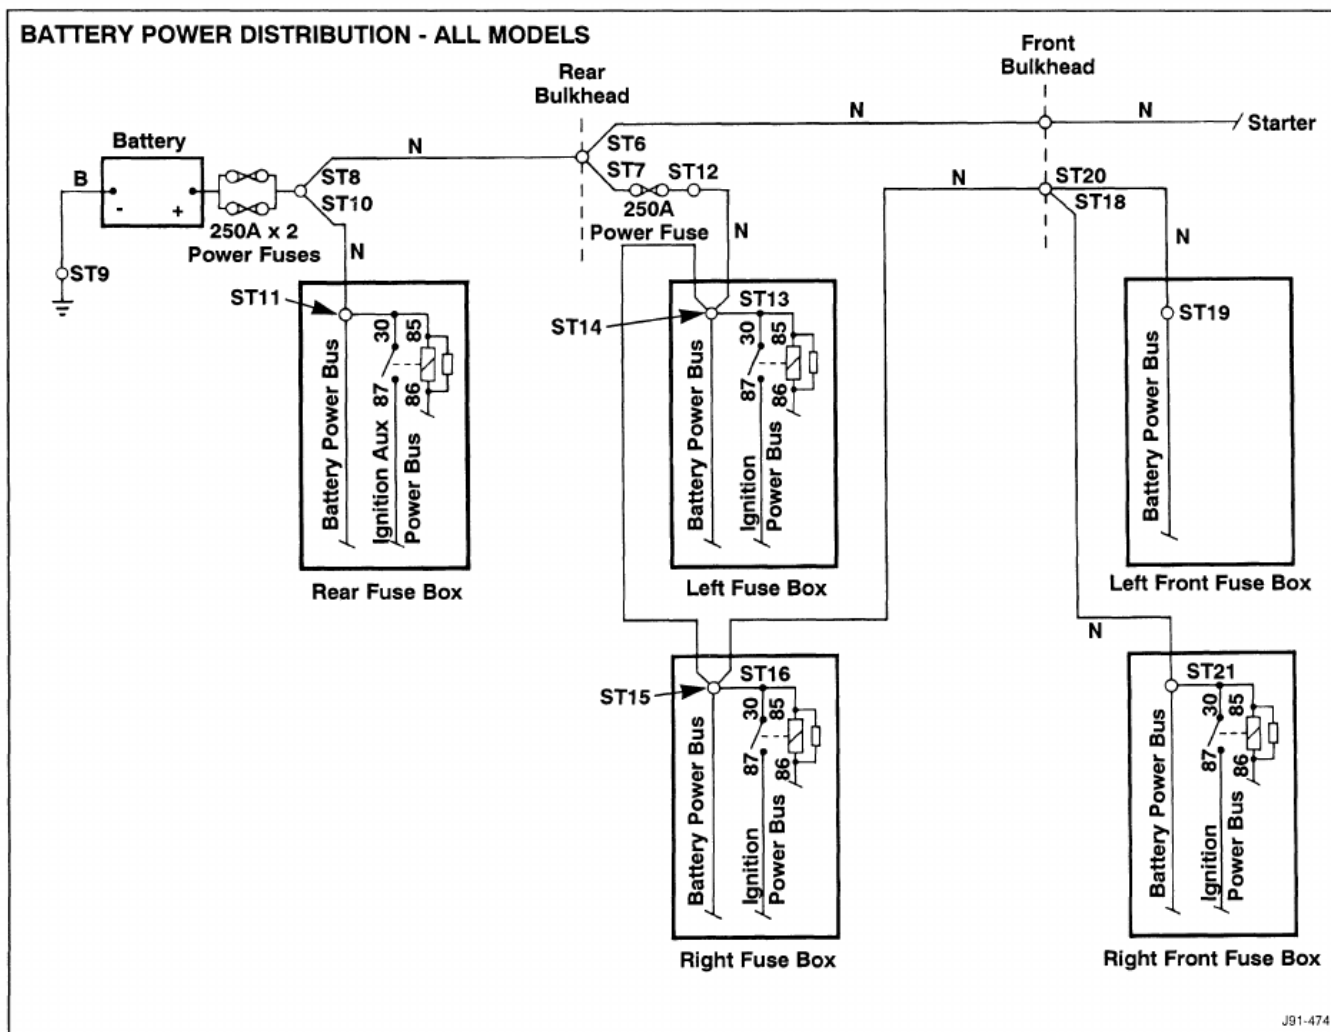 BATTERY POWER DISTRIBUTION - ALL MODELS
Rear
Bulkhead
Front
Bulkhead
N
N
Starter
Battery
B
-
+
250A x 2
Power Fuses
ST8
ST10
N
N
ST6
ST7
ST12
250A
Power Fuse
N
N
ST20
ST18
N
ST9
ST11
30
85
87
86
Battery Power Bus
Ignition Aux
Power Bus
Rear Fuse Box
ST14
ST13
30
85
87
86
Battery Power Bus
Ignition
Power Bus
Left Fuse Box
ST19
Battery Power Bus
Left Front Fuse Box
N
ST15
ST16
30
85
87
86
Battery Power Bus
Ignition
Power Bus
Right Fuse Box
ST21
30
85
87
86
Battery Power Bus
Ignition
Power Bus
Right Front Fuse Box
J91-474